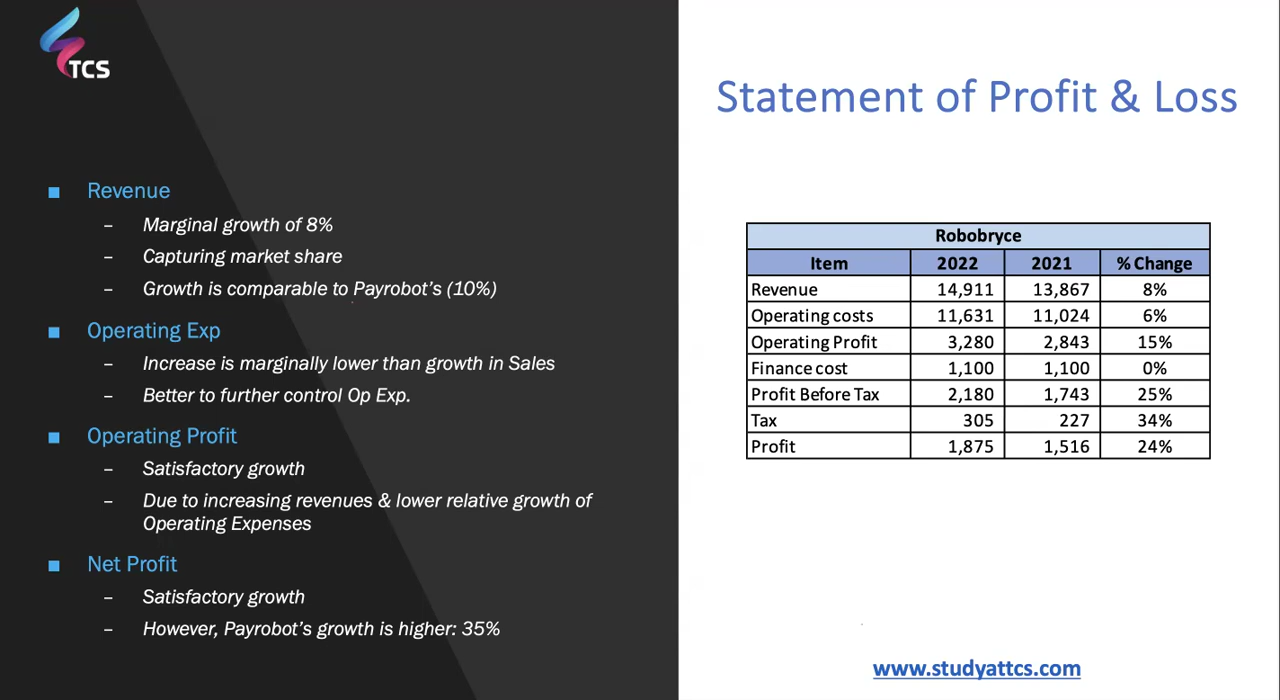 TCS
■ Revenue
– Marginal growth of 8%
– Capturing market share
– Growth is comparable to Payrobot's (10%)
■ Operating Exp
– Increase is marginally lower than growth in Sales
– Better to further control Op Exp.
■ Operating Profit
– Satisfactory growth
– Due to increasing revenues & lower relative growth of
Operating Expenses
■ Net Profit
– Satisfactory growth
– However, Payrobot's growth is higher: 35%
Statement of Profit & Loss
Robobryce
Item 2022 2021 % Change
Revenue 14,911 13,867 8%
Operating costs 11,631 11,024 6%
Operating Profit 3,280 2,843 15%
Finance cost 1,100 1,100 0%
Profit Before Tax 2,180 1,743 25%
Tax 305 227 34%
Profit 1,875 1,516 24%
www.studyattcs.com